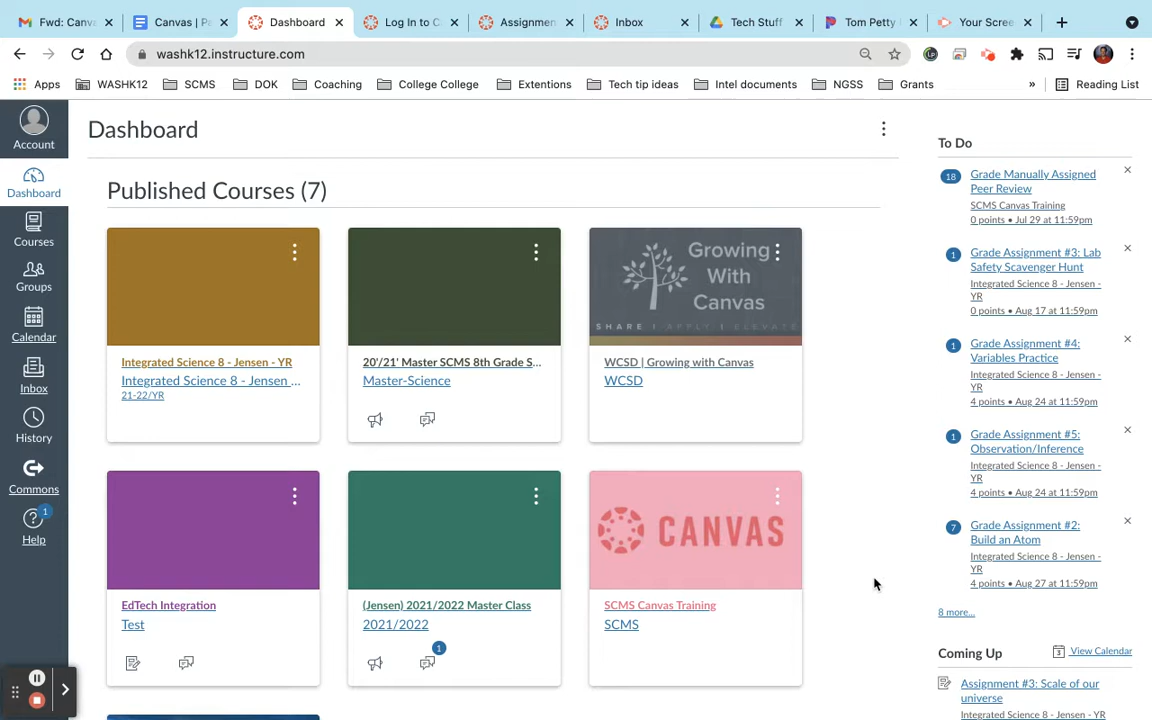 Fwd: Canva
Canvas | Pa
Dashboard
Log In to C
Assignmen
Inbox
Tech Stuff
Tom Petty
Your Scree
washk12.instructure.com
Apps
WASHK12
SCMS
DOK
Coaching
College College
Extentions
Tech tip ideas
Intel documents
NGSS
Grants
»
Reading List
Account
Dashboard
Courses
Groups
Calendar
Inbox
History
Commons
1
Help
Dashboard
Published Courses (7)
Integrated Science 8 - Jensen - YR
Integrated Science 8 - Jensen ...
21-22/YR
20'/21' Master SCMS 8th Grade S...
Master-Science
Growing
With
Canvas
SHARE | APPLY | ELEVATE
WCSD | Growing with Canvas
WCSD
EdTech Integration
Test
(Jensen) 2021/2022 Master Class
2021/2022
1
CANVAS
SCMS Canvas Training
SCMS
To Do
18
Grade Manually Assigned
Peer Review
SCMS Canvas Training
0 points • Jul 29 at 11:59pm
1
Grade Assignment #3: Lab
Safety Scavenger Hunt
Integrated Science 8 - Jensen -
YR
0 points • Aug 17 at 11:59pm
1
Grade Assignment #4:
Variables Practice
Integrated Science 8 - Jensen -
YR
4 points • Aug 24 at 11:59pm
1
Grade Assignment #5:
Observation/Inference
Integrated Science 8 - Jensen -
YR
4 points • Aug 24 at 11:59pm
7
Grade Assignment #2:
Build an Atom
Integrated Science 8 - Jensen -
YR
4 points • Aug 27 at 11:59pm
8 more...
Coming Up
View Calendar
Assignment #3: Scale of our
universe
Integrated Science 8 - Jensen - YR